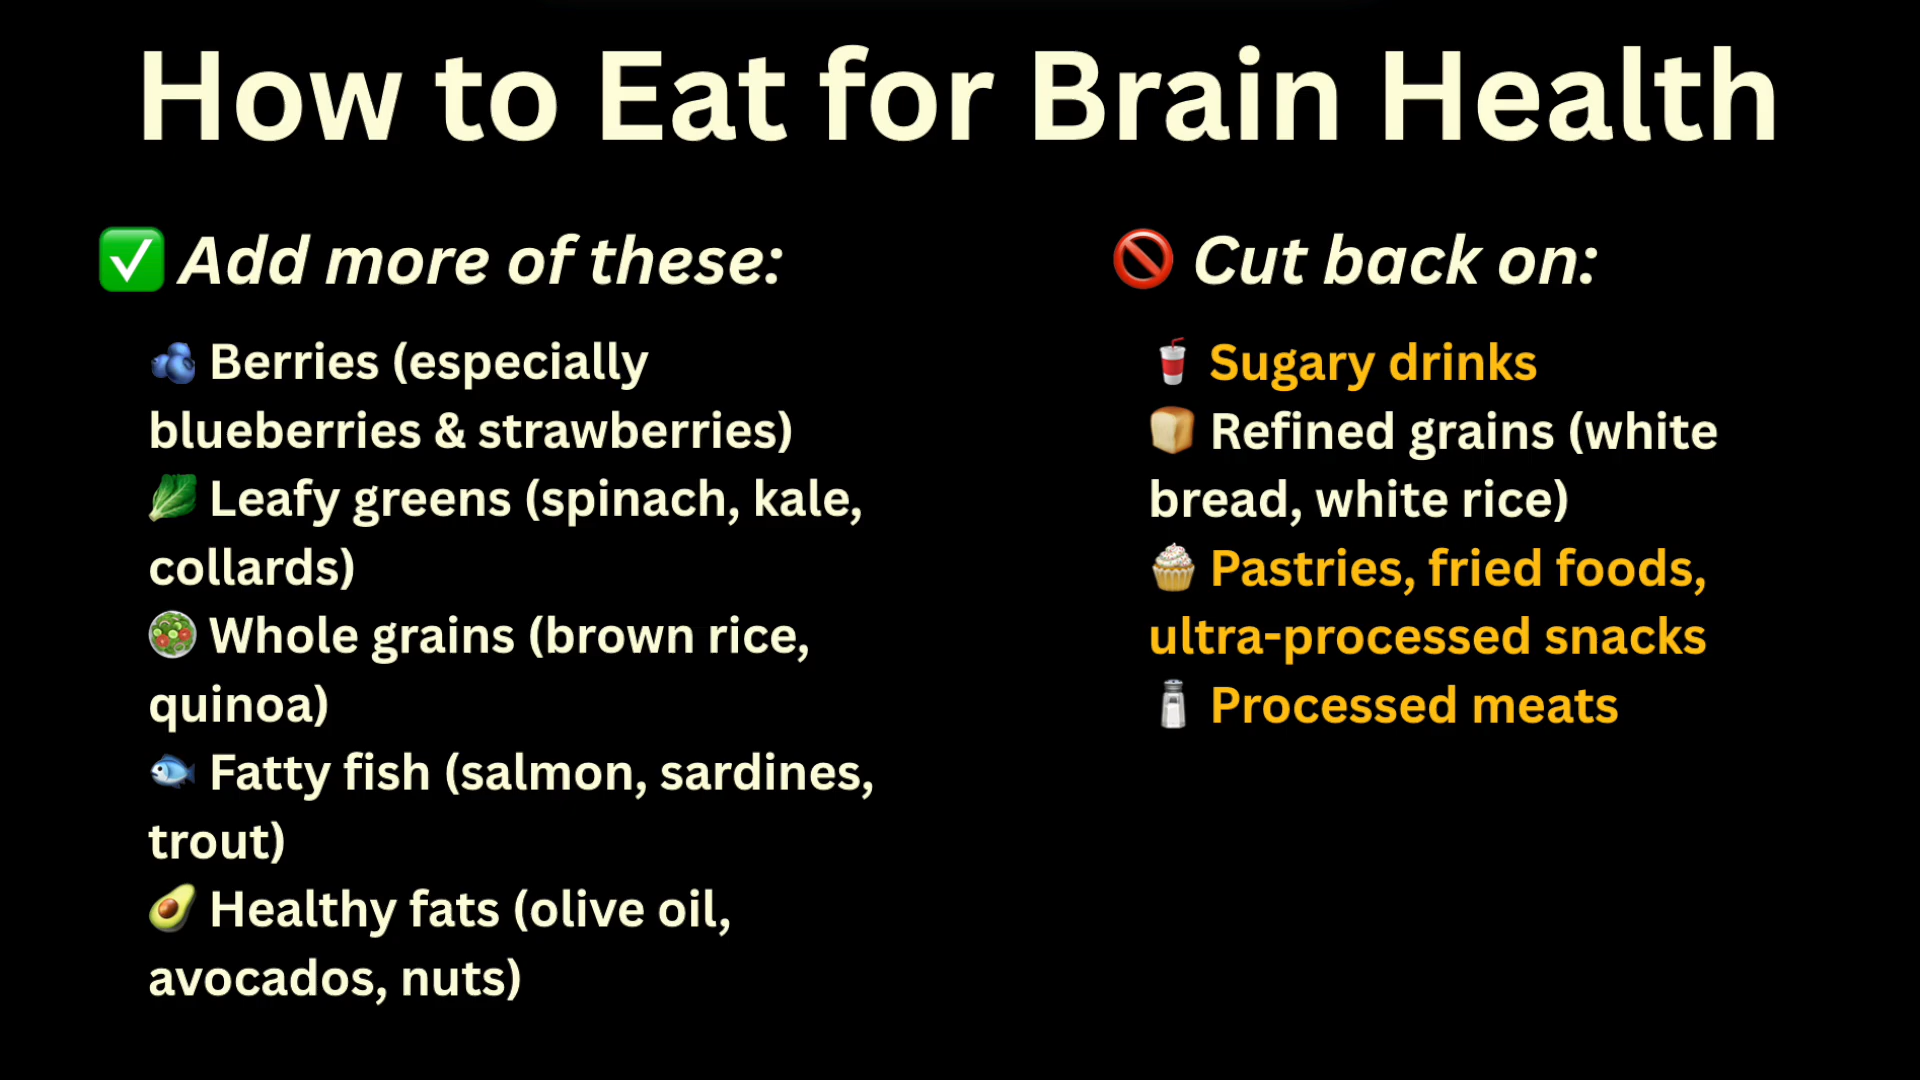 How to Eat for Brain Health
✅ Add more of these:
🫐 Berries (especially
blueberries & strawberries)
🥬 Leafy greens (spinach, kale,
collards)
🥗 Whole grains (brown rice,
quinoa)
🐟 Fatty fish (salmon, sardines,
trout)
🥑 Healthy fats (olive oil,
avocados, nuts)
🚫 Cut back on:
🥤 Sugary drinks
🍞 Refined grains (white
bread, white rice)
🧁 Pastries, fried foods,
ultra-processed snacks
🧂 Processed meats